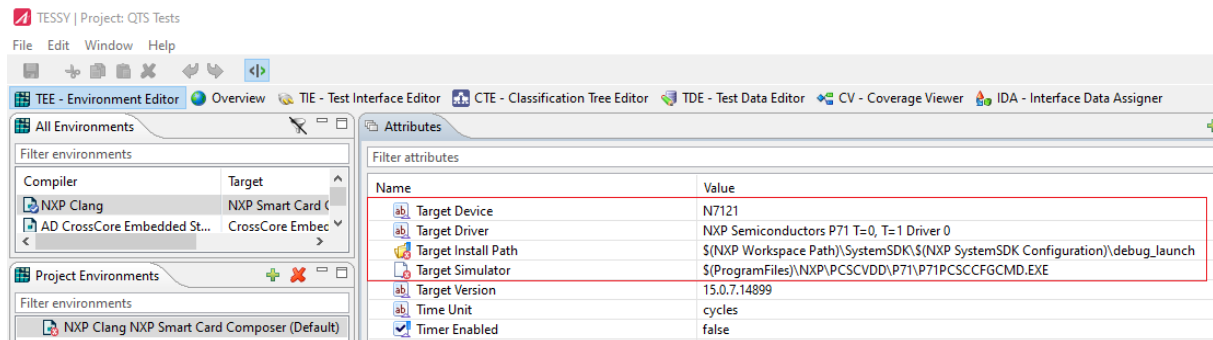 TESSY | Project: QTS Tests
File Edit Window Help
TEE - Environment Editor Overview TIE - Test Interface Editor CTE - Classification Tree Editor TDE - Test Data Editor CV - Coverage Viewer IDA - Interface Data Assigner
All Environments
Filter environments
Compiler Target
NXP Clang NXP Smart Card
AD CrossCore Embedded St... CrossCore Embec
Project Environments
Filter environments
NXP Clang NXP Smart Card Composer (Default)
Attributes
Filter attributes
Name Value
Target Device N7121
Target Driver NXP Semiconductors P71 T=0, T=1 Driver 0
Target Install Path $(NXP Workspace Path)\SystemSDK\$(NXP SystemSDK Configuration)\debug_launch
Target Simulator $(ProgramFiles)\NXP\PCSCVDD\P71\P71PCSCCFGCMD.EXE
Target Version 15.0.7.14899
Time Unit cycles
Timer Enabled false